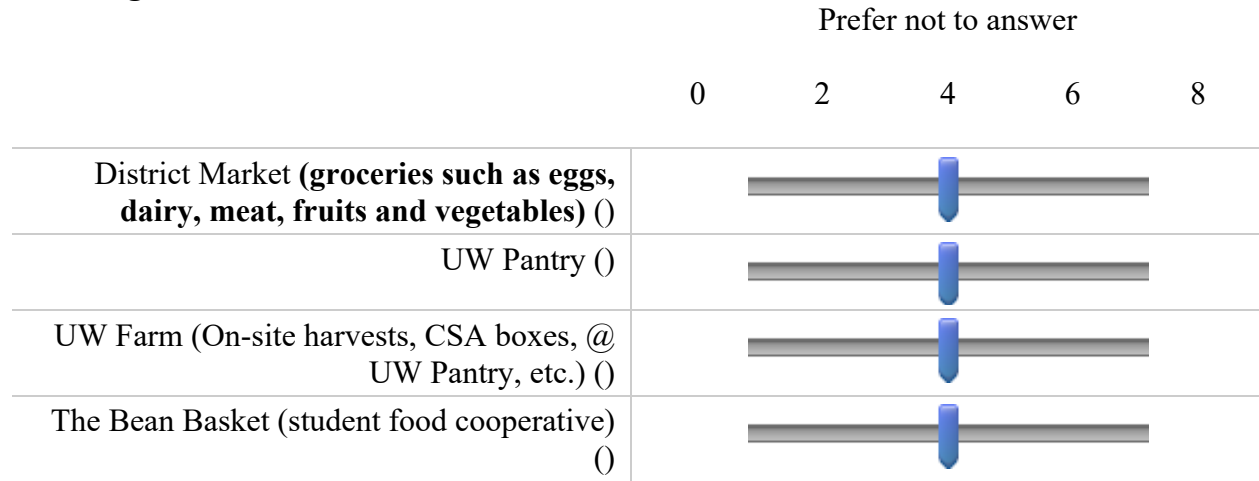 Prefer not to answer
0 2 4 6 8
District Market (groceries such as eggs,
dairy, meat, fruits and vegetables) ()
UW Pantry ()
UW Farm (On-site harvests, CSA boxes, @
UW Pantry, etc.) ()
The Bean Basket (student food cooperative)
()